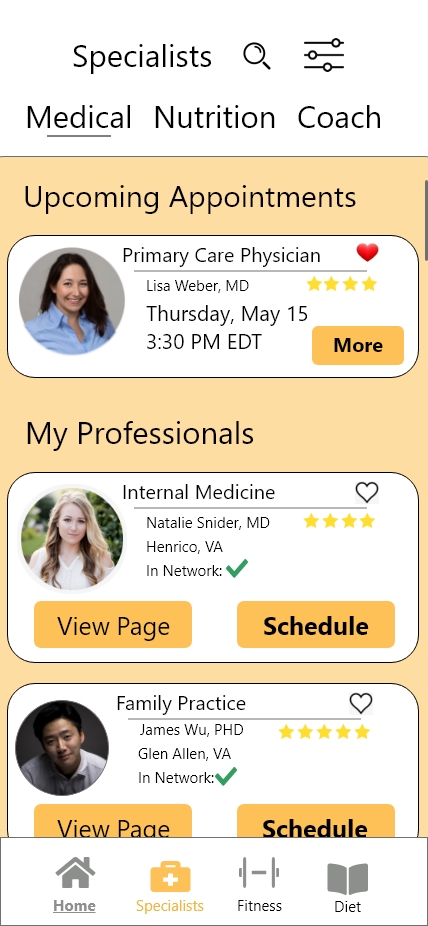 Specialists
Medical Nutrition Coach
Upcoming Appointments
Primary Care Physician
Lisa Weber, MD
Thursday, May 15
3:30 PM EDT
More
My Professionals
Internal Medicine
Natalie Snider, MD
Henrico, VA
In Network:
View Page Schedule
Family Practice
James Wu, PHD
Glen Allen, VA
In Network:
View Page Schedule
Home Specialists Fitness Diet